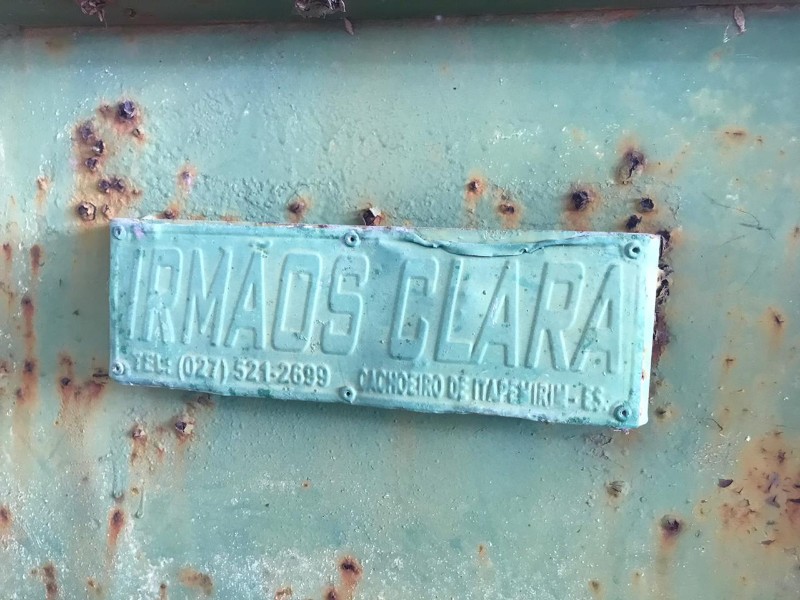 IRMÃOS CLARA
TEL: (027) 521-2699 CACHOEIRO DE ITAPEMIRIM - ES